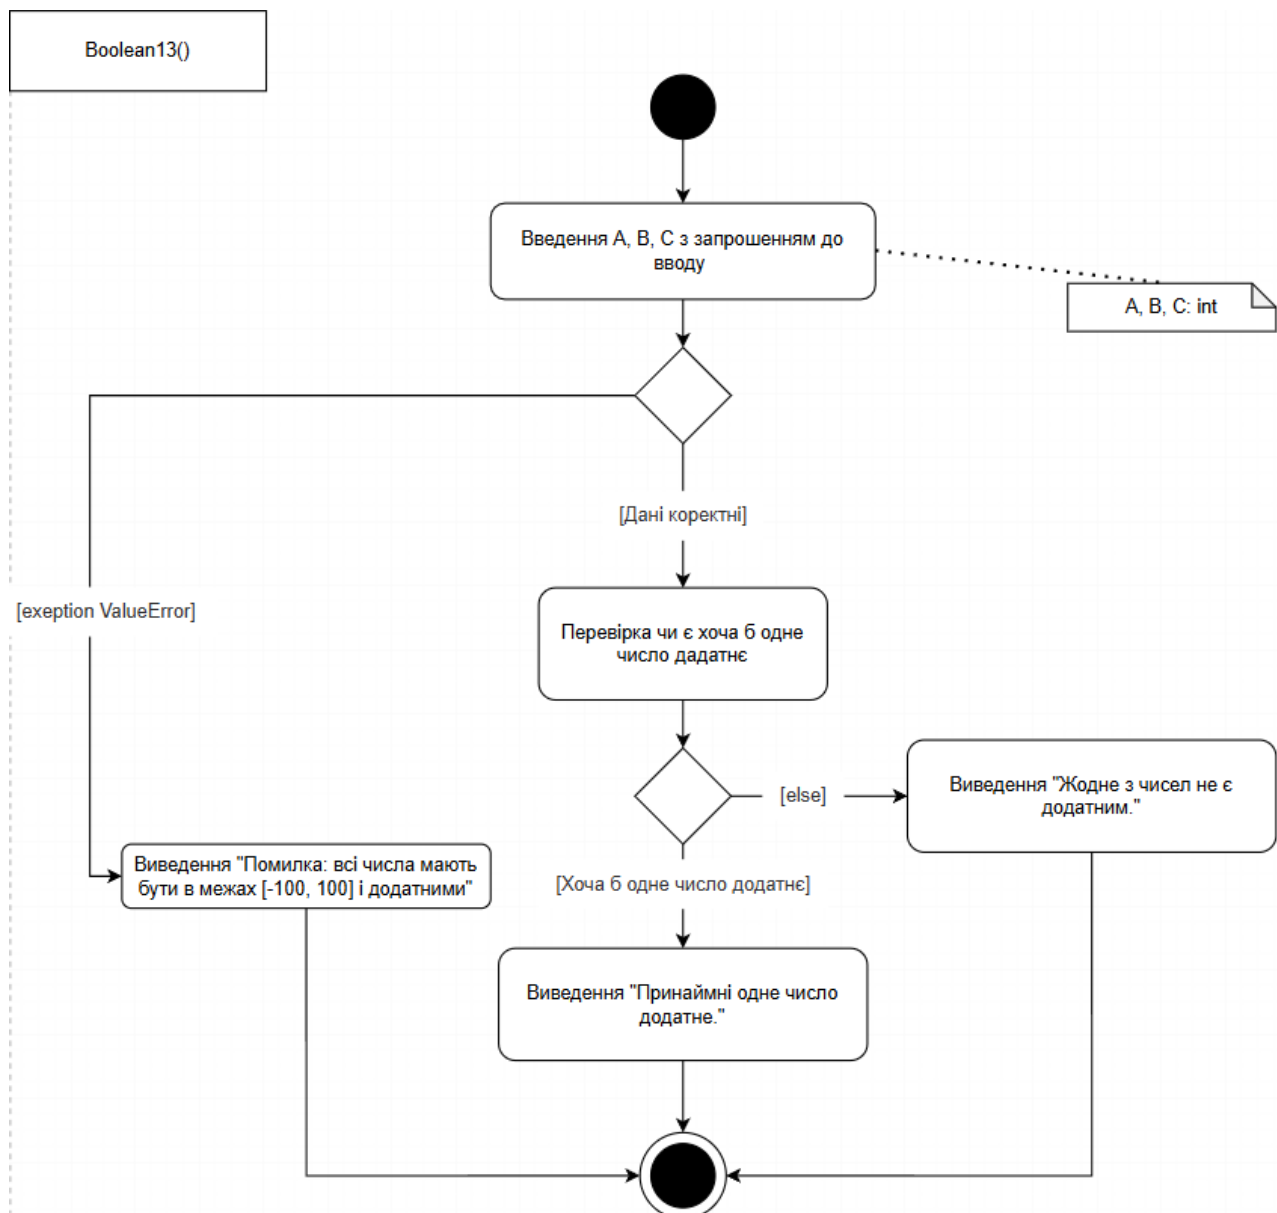 Boolean13()
Введення A, B, C з запрошенням до
вводу
A, B, C: int
[Дані коректні]
[exeption ValueError]
Перевірка чи є хоча б одне
число дадатнє
[else]
Виведення "Жодне з чисел не є
додатним."
Виведення "Помилка: всі числа мають
бути в межах [-100, 100] і додатними"
[Хоча б одне число додатнє]
Виведення "Принаймні одне число
додатне."